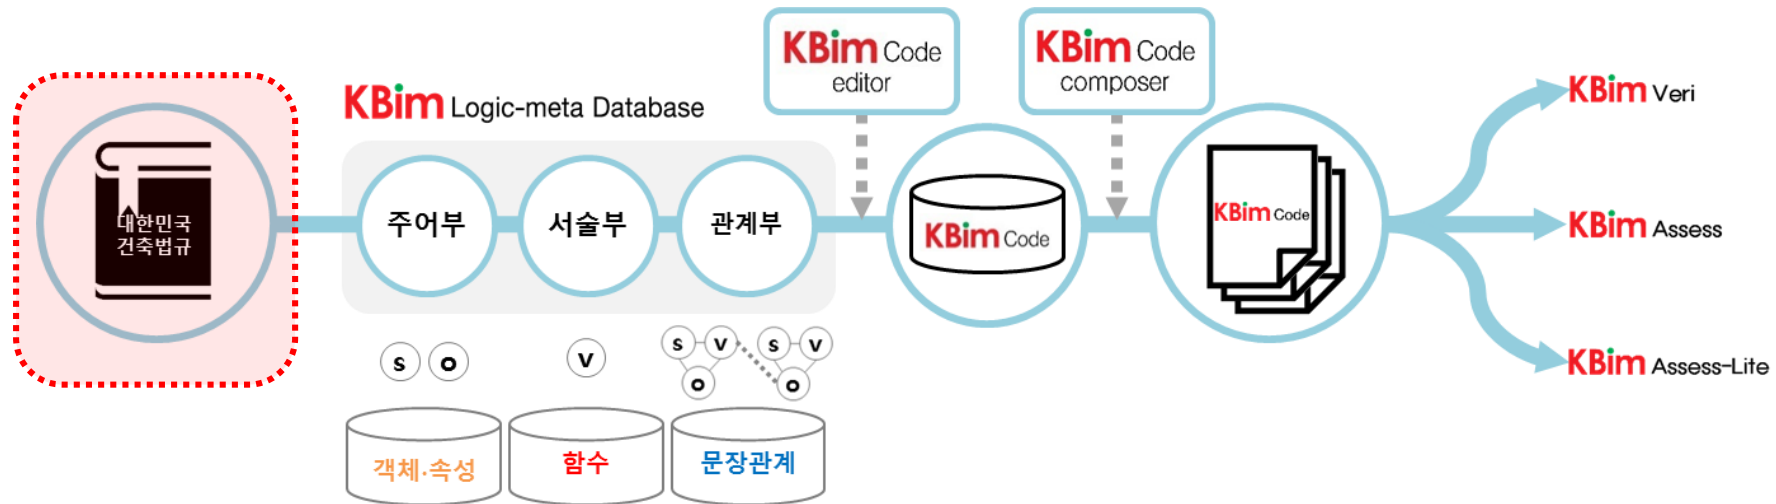 대한민국
건축법규
KBim Logic-meta Database
주어부
서술부
관계부
S O
V
S V
O
S V
O
객체·속성
함수
문장관계
KBim Code
editor
KBim Code
composer
KBim Code
KBim Code
KBim Veri
KBim Assess
KBim Assess-Lite